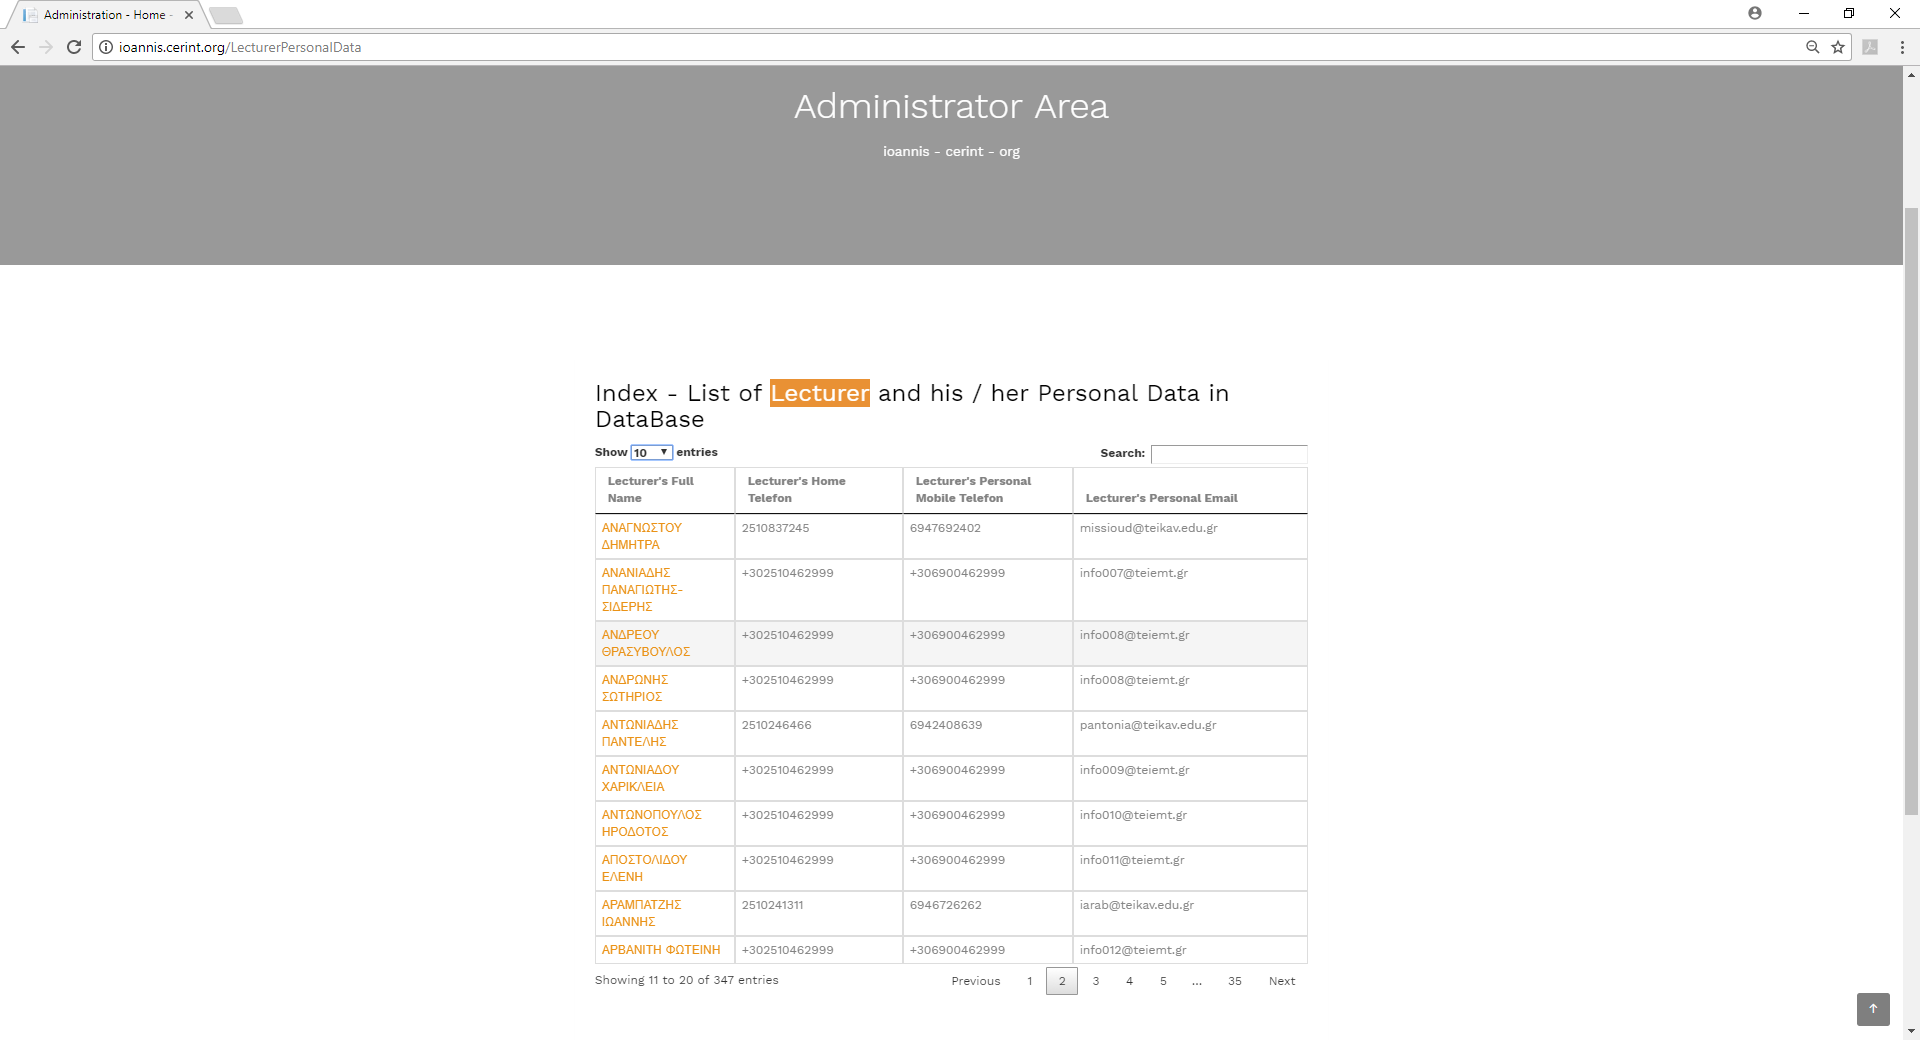 Administration - Home -
ioannis.cerint.org/LecturerPersonalData
Administrator Area
ioannis - cerint - org
Index - List of Lecturer and his / her Personal Data in
DataBase
Show 10 entries
Search:
Lecturer's Full Name | Lecturer's Home Telefon | Lecturer's Personal Mobile Telefon | Lecturer's Personal Email
ΑΝΑΓΝΩΣΤΟΥ ΔΗΜΗΤΡΑ | 2510837245 | 6947692402 | missioud@teikav.edu.gr
ΑΝΑΝΙΑΔΗΣ ΠΑΝΑΓΙΩΤΗΣ-ΣΙΔΕΡΗΣ | +302510462999 | +306900462999 | info007@teiemt.gr
ΑΝΔΡΕΟΥ ΘΡΑΣΥΒΟΥΛΟΣ | +302510462999 | +306900462999 | info008@teiemt.gr
ΑΝΔΡΩΝΗΣ ΣΩΤΗΡΙΟΣ | +302510462999 | +306900462999 | info008@teiemt.gr
ΑΝΤΩΝΙΑΔΗΣ ΠΑΝΤΕΛΗΣ | 2510246466 | 6942408639 | pantonia@teikav.edu.gr
ΑΝΤΩΝΙΑΔΟΥ ΧΑΡΙΚΛΕΙΑ | +302510462999 | +306900462999 | info009@teiemt.gr
ΑΝΤΩΝΟΠΟΥΛΟΣ ΗΡΟΔΟΤΟΣ | +302510462999 | +306900462999 | info010@teiemt.gr
ΑΠΟΣΤΟΛΙΔΟΥ ΕΛΕΝΗ | +302510462999 | +306900462999 | info011@teiemt.gr
ΑΡΑΜΠΑΤΖΗΣ ΙΩΑΝΝΗΣ | 2510241311 | 6946726262 | iarab@teikav.edu.gr
ΑΡΒΑΝΙΤΗ ΦΩΤΕΙΝΗ | +302510462999 | +306900462999 | info012@teiemt.gr
Showing 11 to 20 of 347 entries
Previous 1 2 3 4 5 … 35 Next